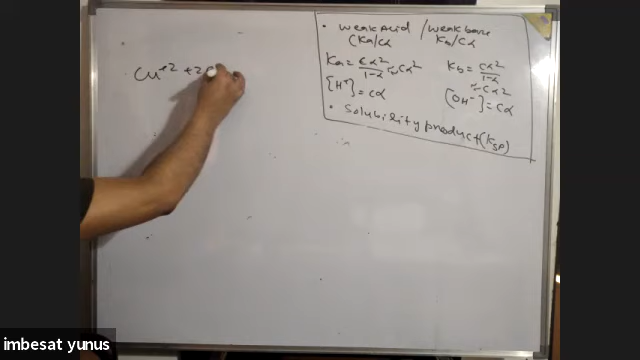 Cu+2 + 2
• weak Acid / weak base
(Ka/Cα Kb/Cα
Ka = Cα²/1-α ≈ Cα² Kb = Cα²/1-α
≈ Cα²
[H+] = Cα [OH-] = Cα
• Solubility product (Ksp)
imbesat yunus